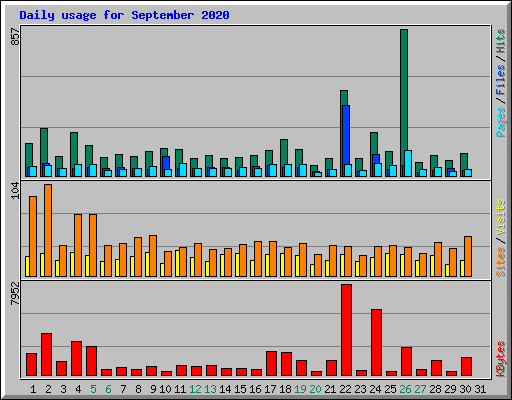 Daily usage for September 2020
857
104
7952
Pages / Files / Hits
Sites / Visits
KBytes
1 2 3 4 5 6 7 8 9 10 11 12 13 14 15 16 17 18 19 20 21 22 23 24 25 26 27 28 29 30 31